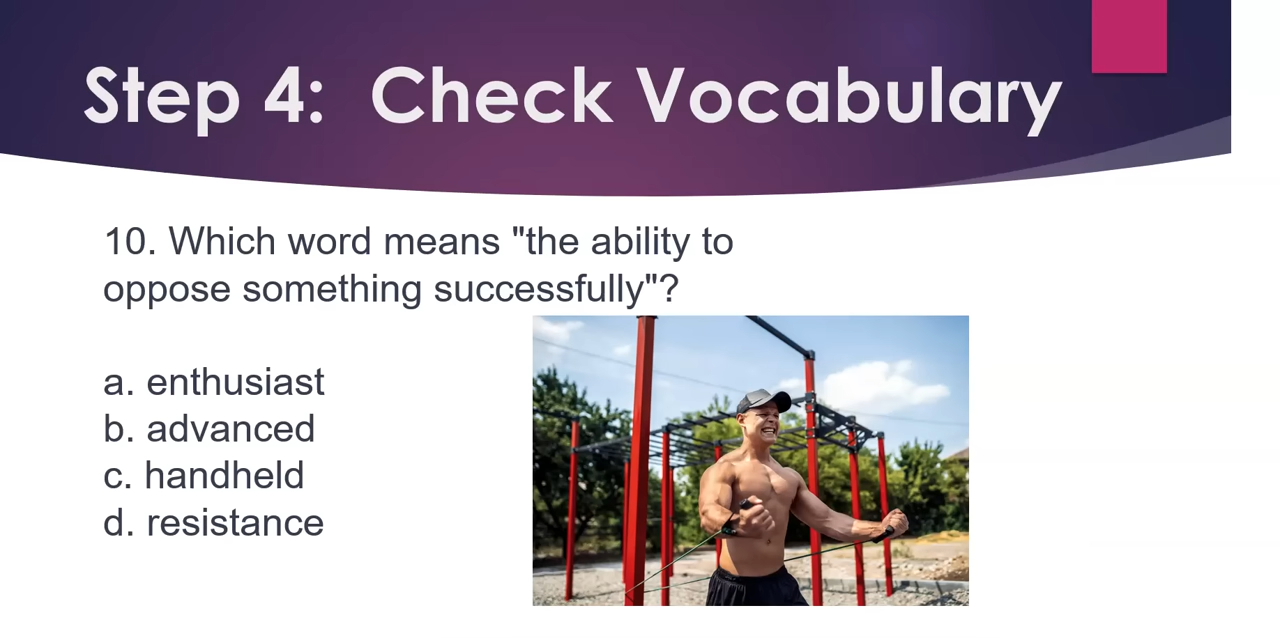 Step 4: Check Vocabulary
10. Which word means "the ability to
oppose something successfully"?
a. enthusiast
b. advanced
c. handheld
d. resistance